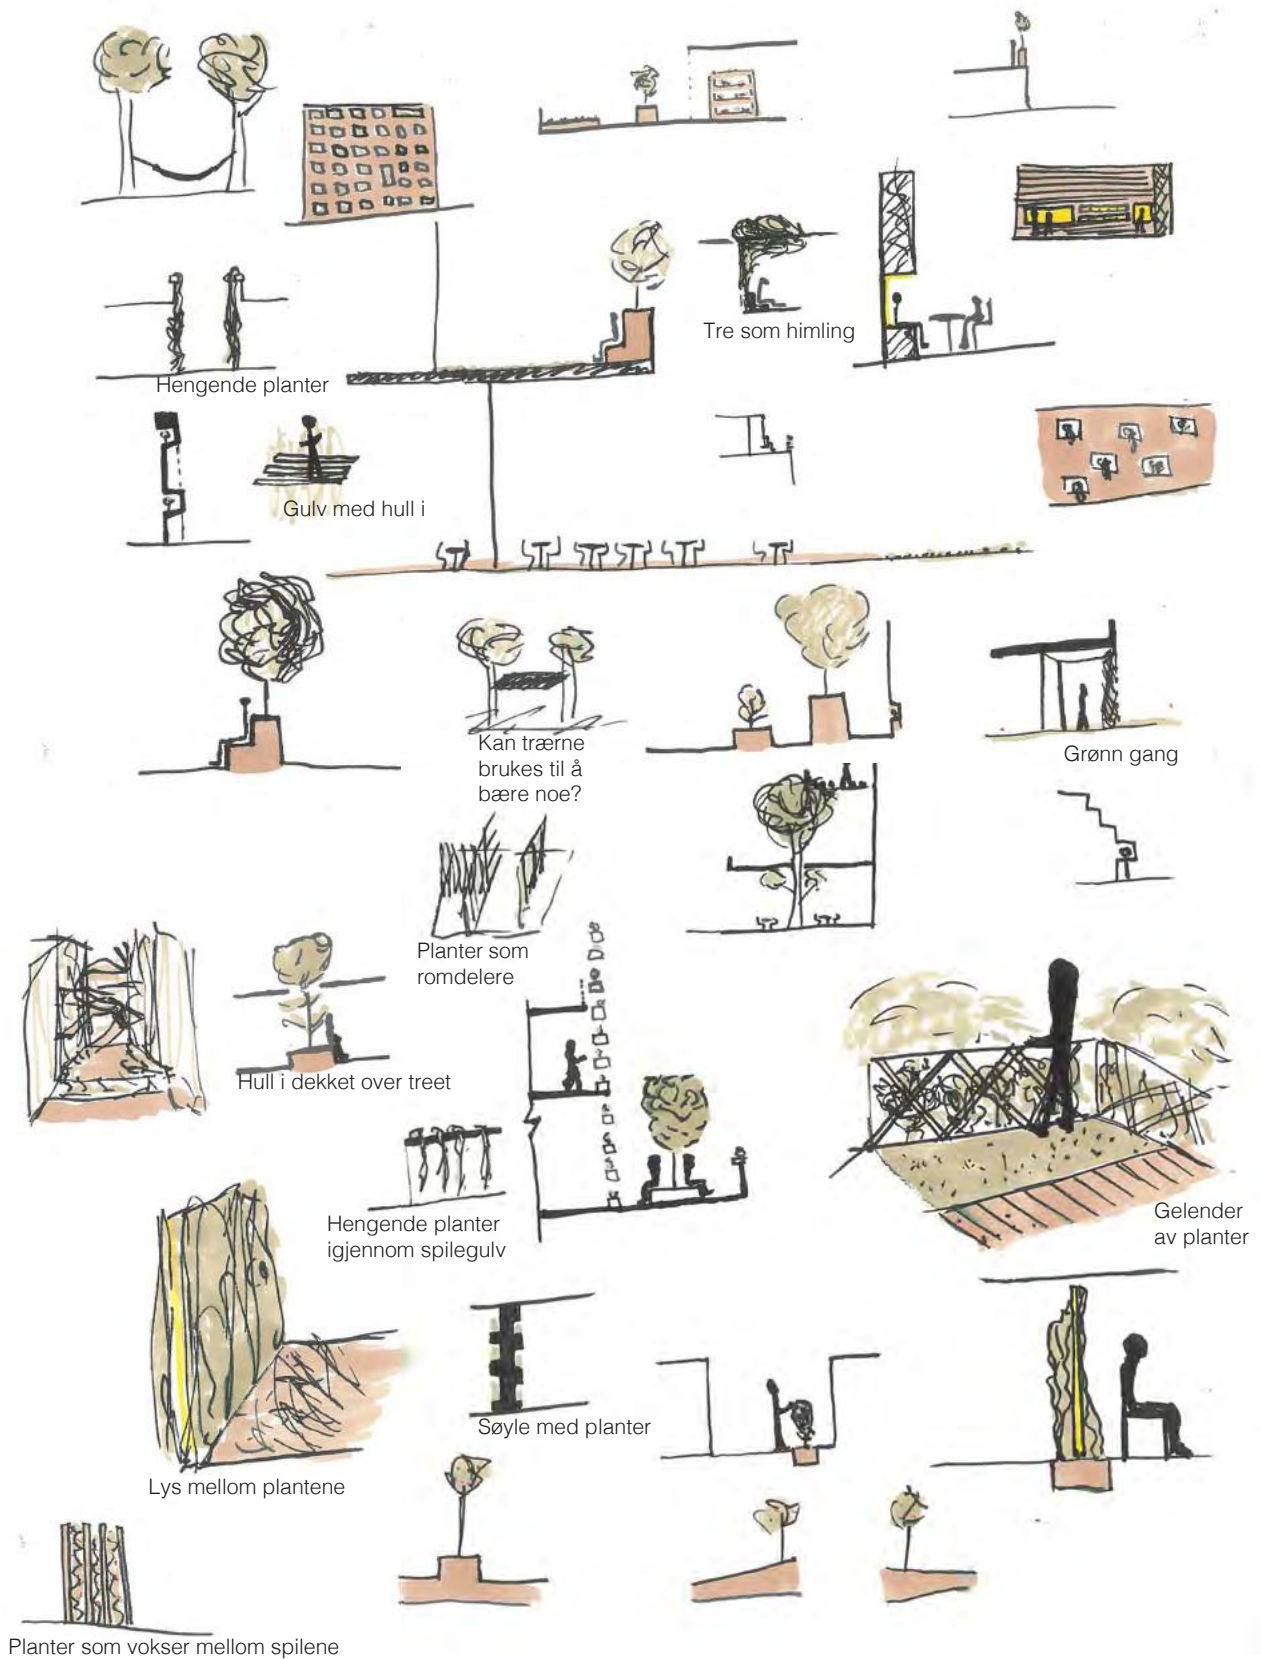 Tre som himling
Hengende planter
Gulv med hull i
Kan trærne
brukes til å
bære noe?
Grønn gang
Planter som
romdelere
Hull i dekket over treet
Hengende planter
igjennom spilegulv
Gelender
av planter
Søyle med planter
Lys mellom plantene
Planter som vokser mellom spilene